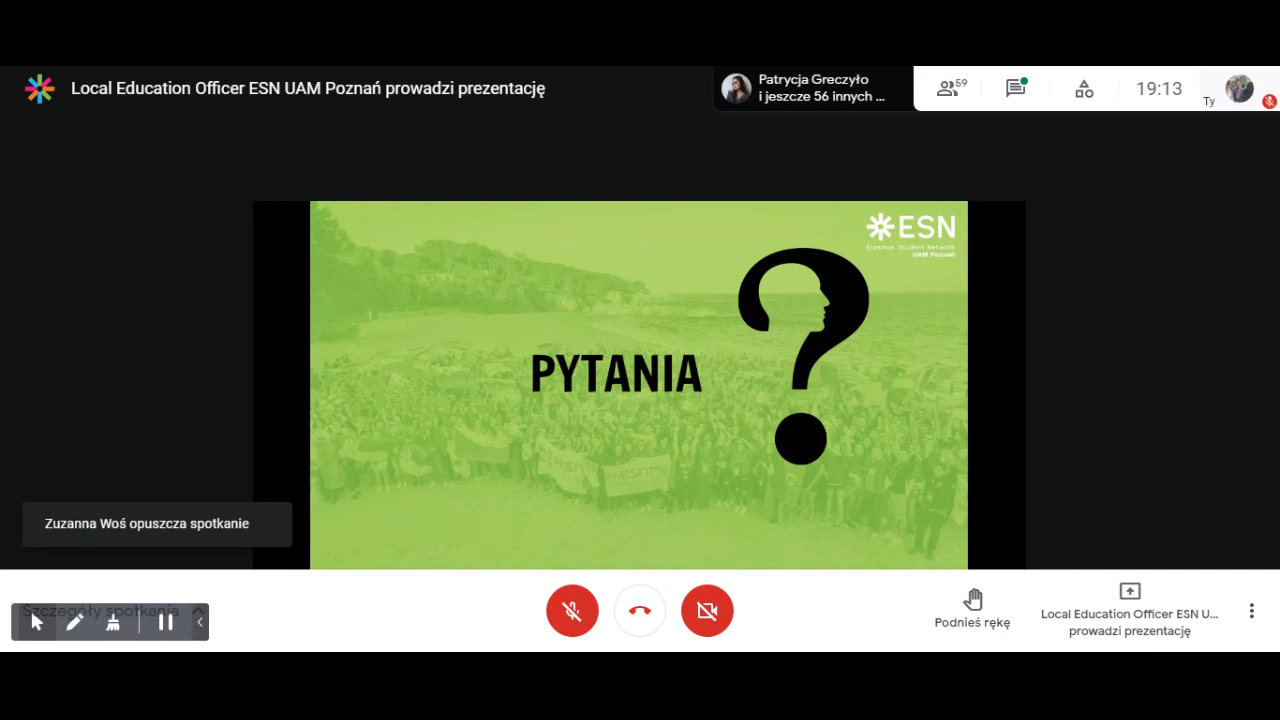 Local Education Officer ESN UAM Poznań prowadzi prezentację
Patrycja Greczyło
i jeszcze 56 innych ...
59
19:13
Ty
ESN
Erasmus Student Network
UAM Poznań
PYTANIA
?
esn
esn
Zuzanna Woś opuszcza spotkanie
Szczegóły spotkania
Podnieś rękę
Local Education Officer ESN U...
prowadzi prezentację